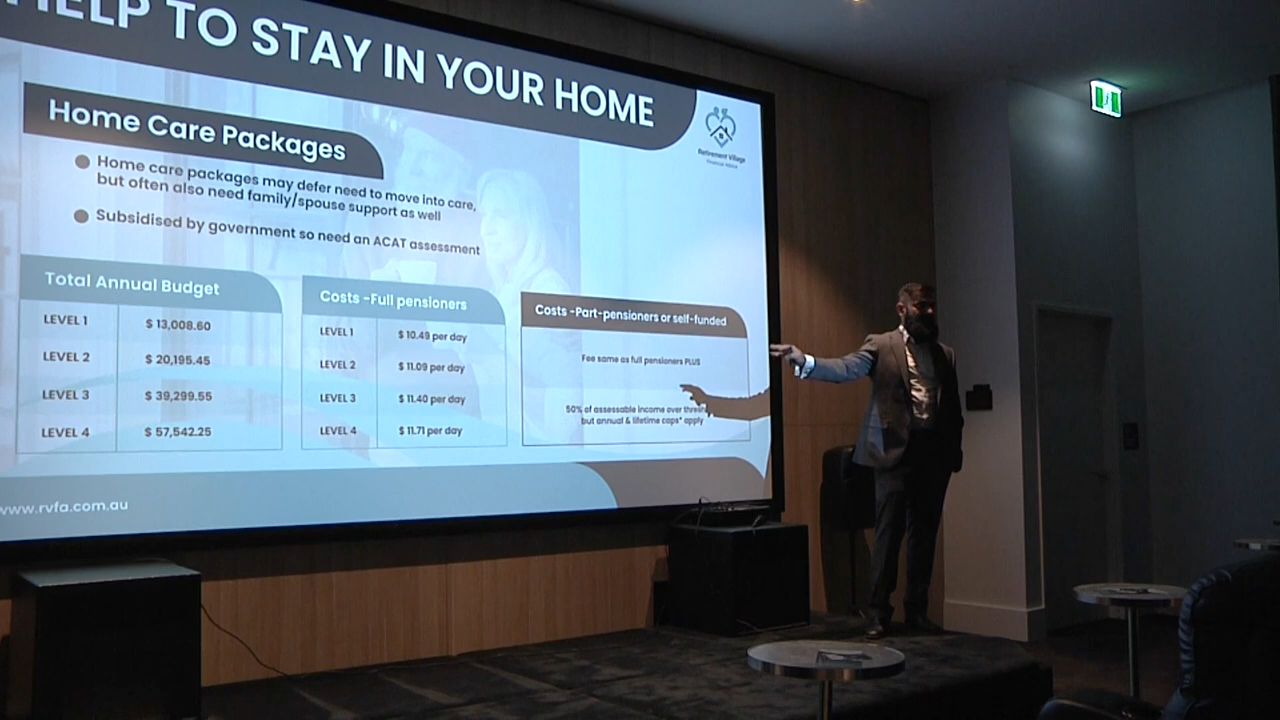 HELP TO STAY IN YOUR HOME
Retirement Village
Financial Advice
Home Care Packages
Home care packages may defer need to move into care,
but often also need family/spouse support as well
Subsidised by government so need an ACAT assessment
Total Annual Budget
LEVEL 1 $ 13,008.60
LEVEL 2 $ 20,195.45
LEVEL 3 $ 39,299.55
LEVEL 4 $ 57,542.25
Costs -Full pensioners
LEVEL 1 $ 10.49 per day
LEVEL 2 $ 11.09 per day
LEVEL 3 $ 11.40 per day
LEVEL 4 $ 11.71 per day
Costs -Part-pensioners or self-funded
Fee same as full pensioners PLUS
50% of assessable income over
but annual & lifetime caps* apply
www.rvfa.com.au